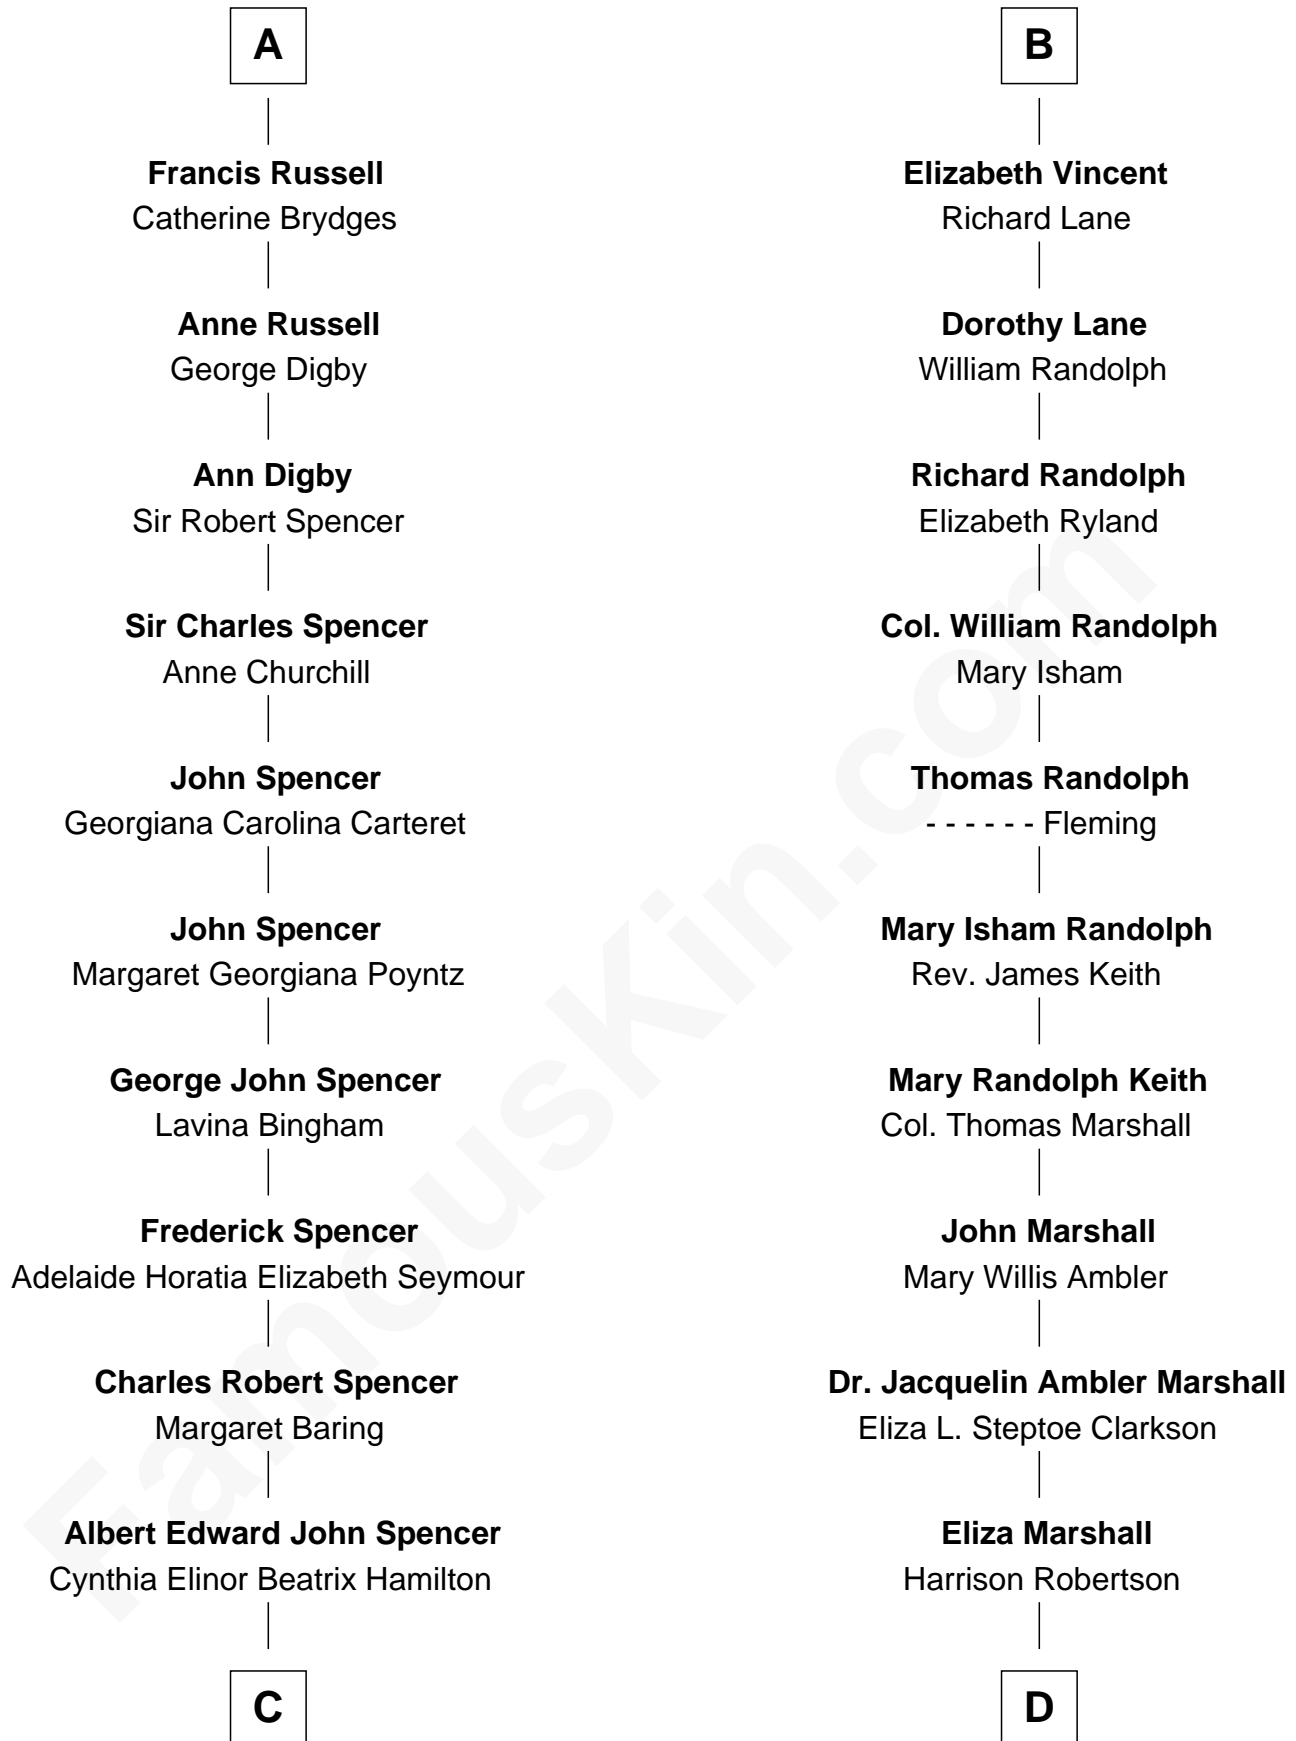 A
Francis Russell
Catherine Brydges
Anne Russell
George Digby
Ann Digby
Sir Robert Spencer
Sir Charles Spencer
Anne Churchill
John Spencer
Georgiana Carolina Carteret
John Spencer
Margaret Georgiana Poyntz
George John Spencer
Lavina Bingham
Frederick Spencer
Adelaide Horatia Elizabeth Seymour
Charles Robert Spencer
Margaret Baring
Albert Edward John Spencer
Cynthia Elinor Beatrix Hamilton
C
B
Elizabeth Vincent
Richard Lane
Dorothy Lane
William Randolph
Richard Randolph
Elizabeth Ryland
Col. William Randolph
Mary Isham
Thomas Randolph
- - - - - - Fleming
Mary Isham Randolph
Rev. James Keith
Mary Randolph Keith
Col. Thomas Marshall
John Marshall
Mary Willis Ambler
Dr. Jacquelin Ambler Marshall
Eliza L. Steptoe Clarkson
Eliza Marshall
Harrison Robertson
D
FamousKin.com